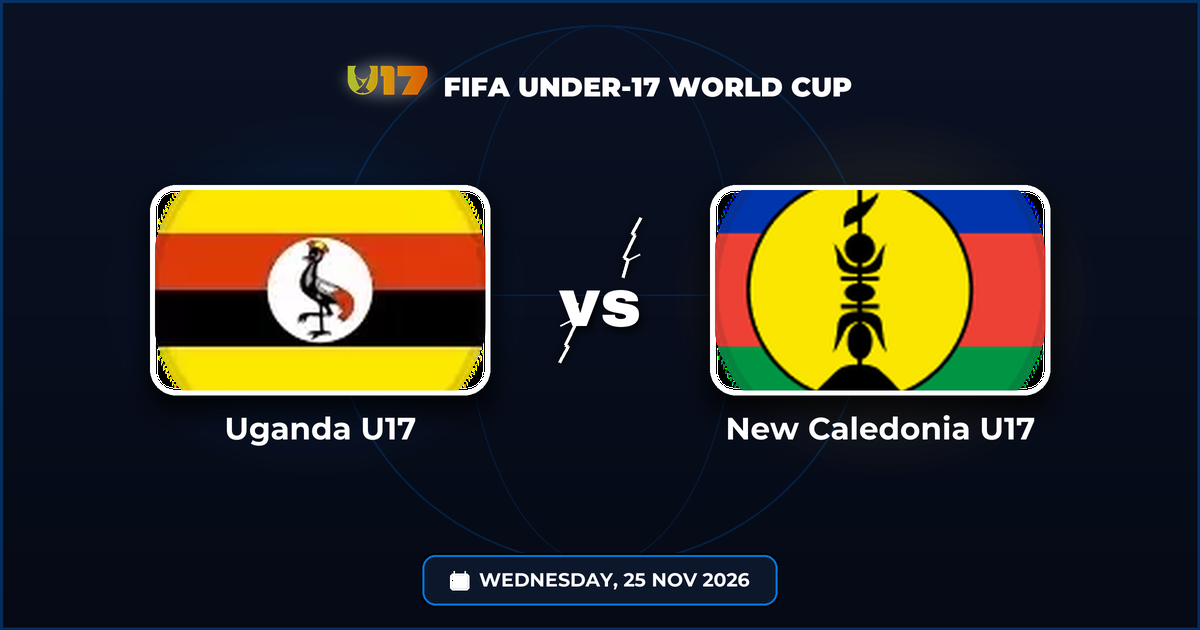 U17 FIFA UNDER-17 WORLD CUP
VS
Uganda U17
New Caledonia U17
WEDNESDAY, 25 NOV 2026